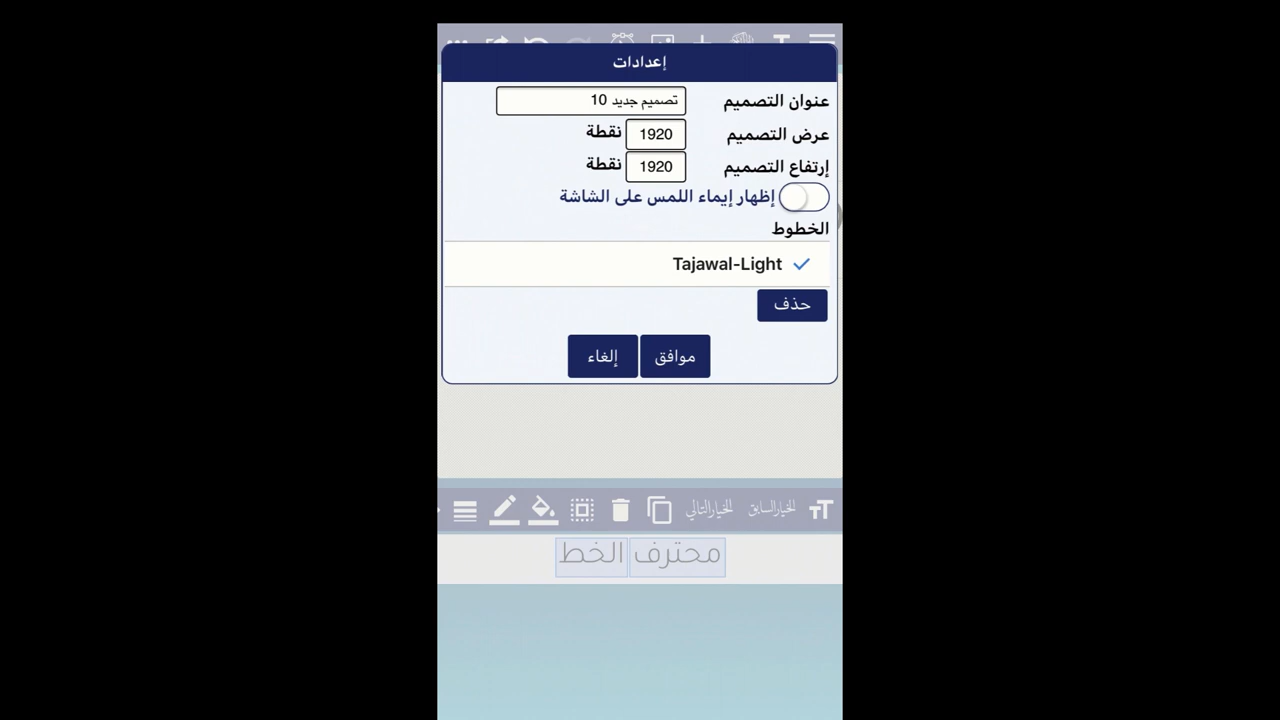 إعدادات
عنوان التصميم تصميم جديد 10
عرض التصميم 1920 نقطة
إرتفاع التصميم 1920 نقطة
إظهار إيماء اللمس على الشاشة
الخطوط
Tajawal-Light
حذف
موافق إلغاء
الخيار السابق الخيار التالي
محترف الخط